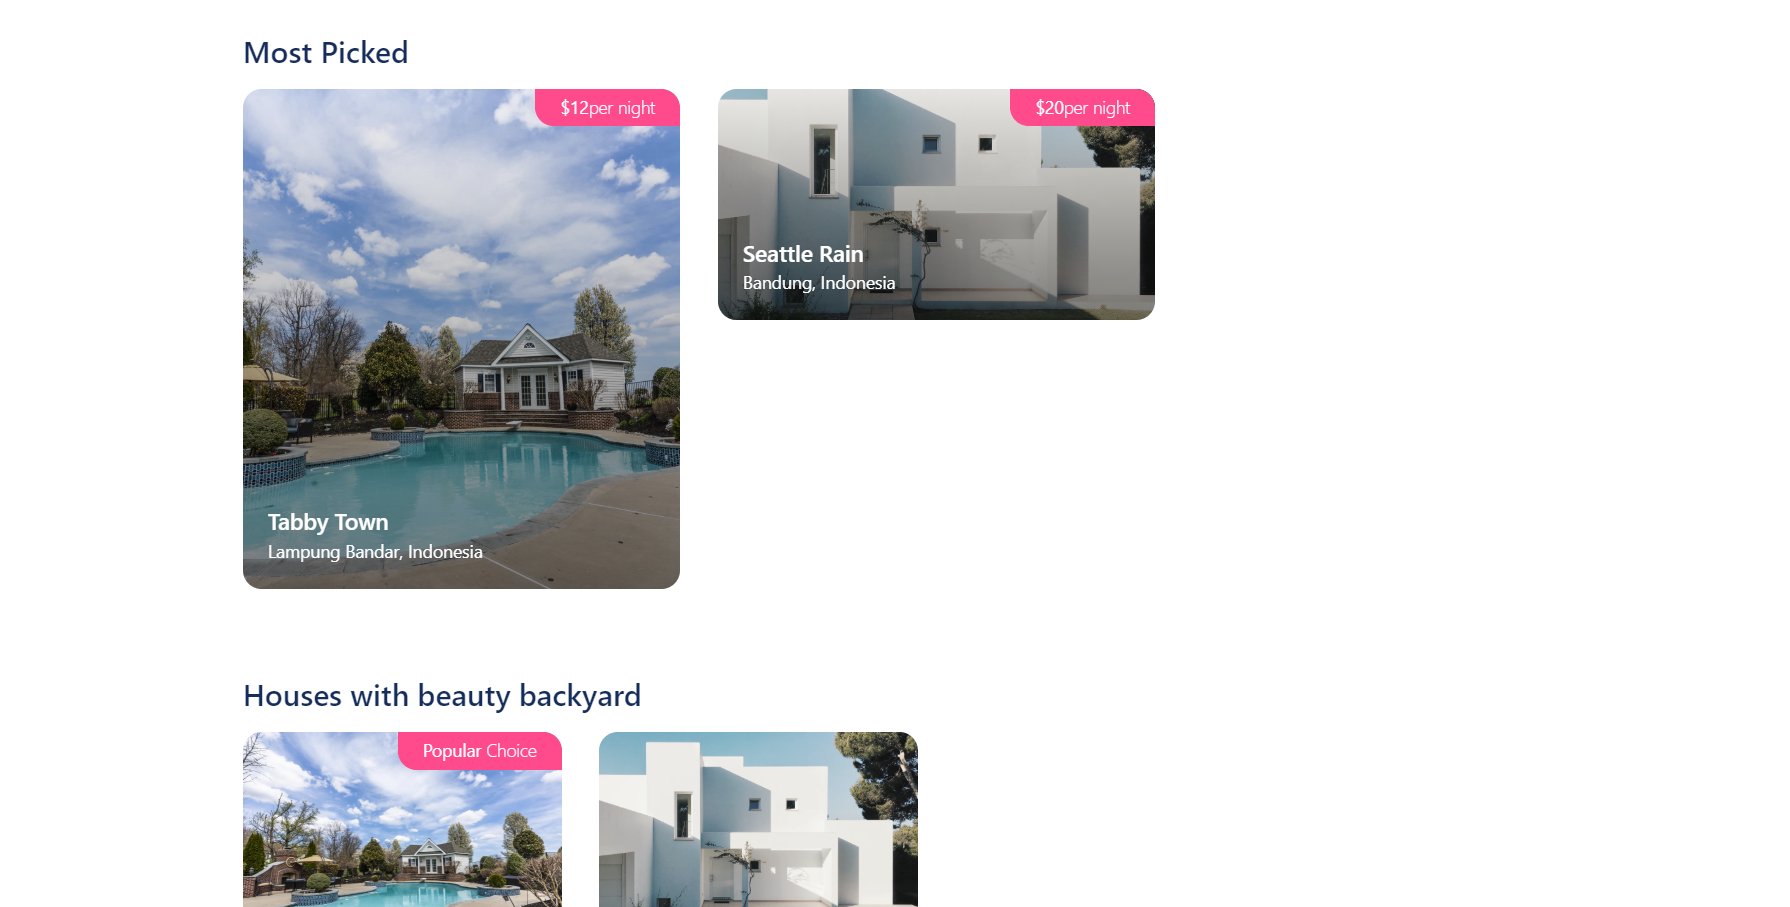 Most Picked
$12per night
$20per night
Seattle Rain
Bandung, Indonesia
Tabby Town
Lampung Bandar, Indonesia
Houses with beauty backyard
Popular Choice